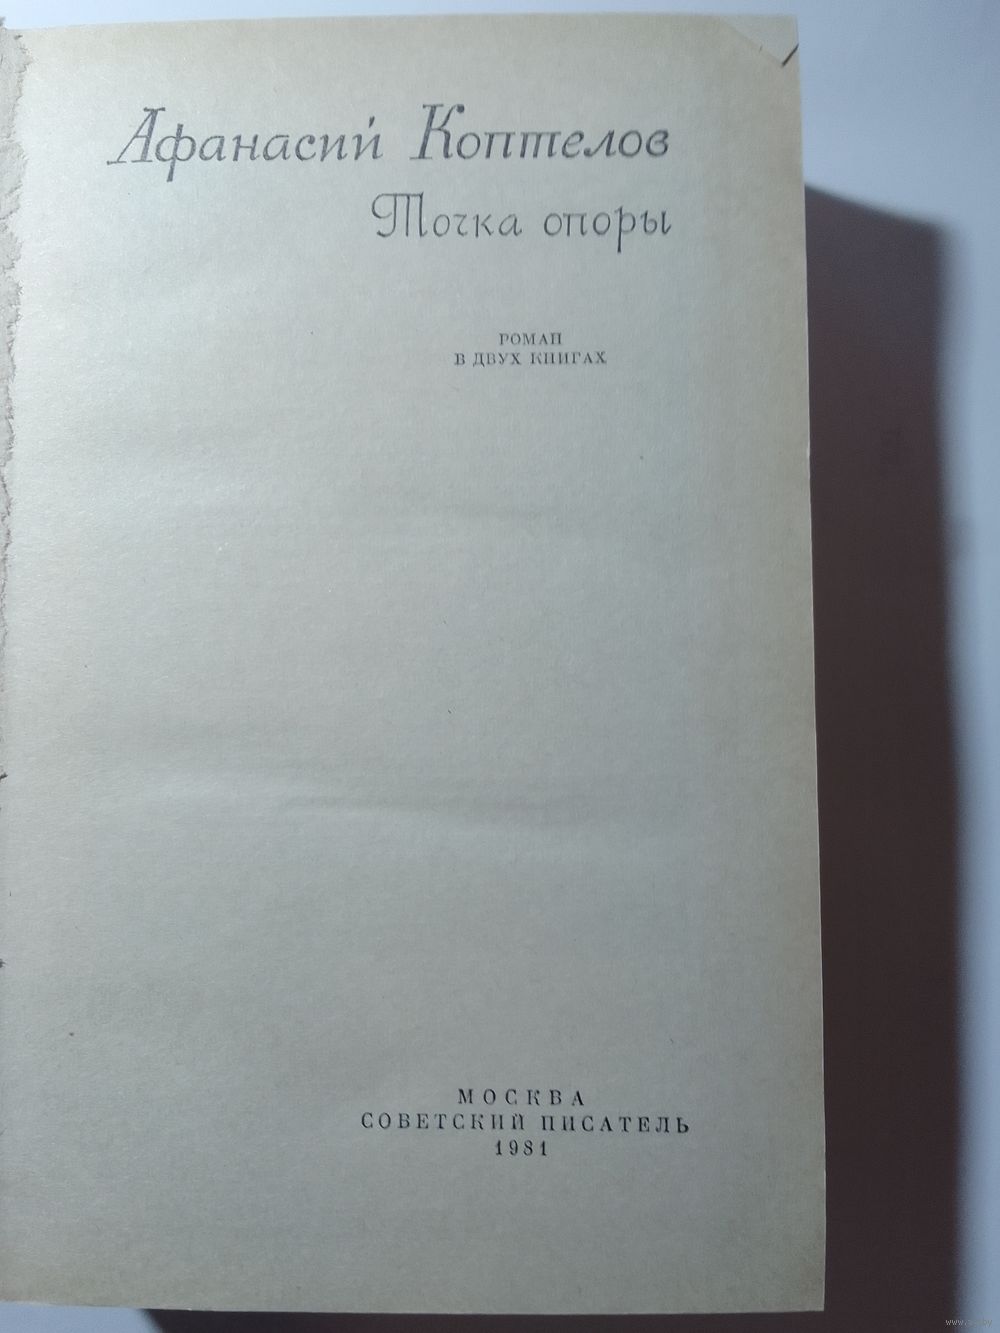 Афанасий Коптелов
Точка опоры
РОМАН
В ДВУХ КНИГАХ
МОСКВА
СОВЕТСКИЙ ПИСАТЕЛЬ
1981